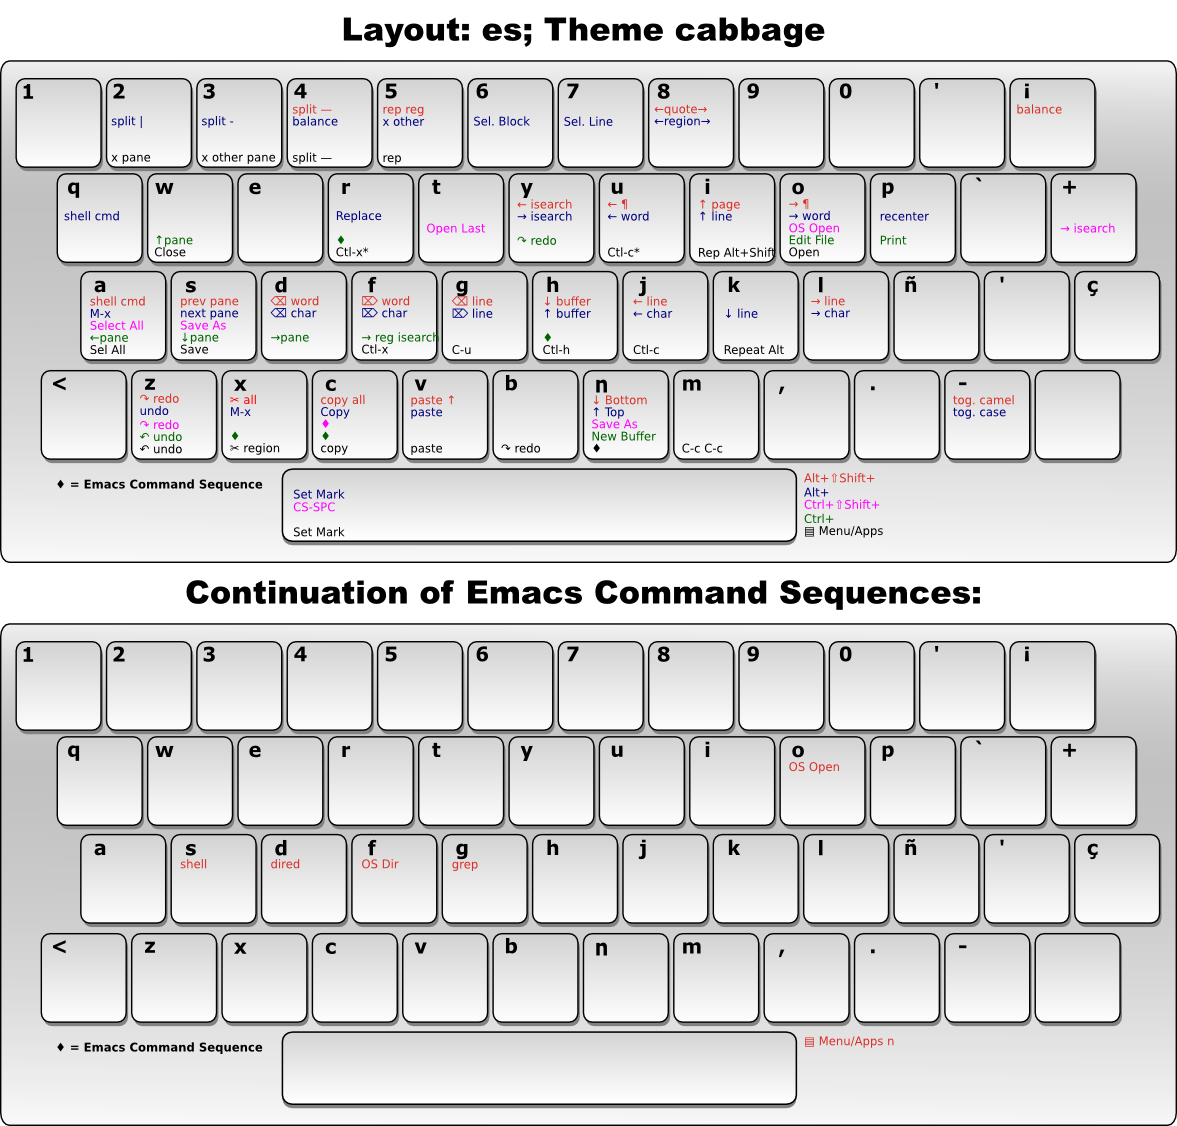 Layout: es; Theme cabbage
1 2 3 4 5 6 7 8 9 0 ' ¡
split — rep reg ←quote→ balance
split | split - balance x other Sel. Block Sel. Line ←region→
x pane x other pane split — rep
q w e r t y u i o p ` +
← isearch ← ¶ ↑ page → ¶
shell cmd Replace → isearch ← word ↑ line → word recenter
Open Last OS Open → isearch
↑pane ♦ ↷ redo Edit File Print
Close Ctl-x* Ctl-c* Rep Alt+Shift Open
a s d f g h j k l ñ ' ç
shell cmd prev pane ⌫ word ⌦ word ⌫ line ↓ buffer ← line → line
M-x next pane ⌫ char ⌦ char ⌦ line ↑ buffer ← char ↓ line → char
Select All Save As
←pane ↓pane →pane → reg isearch ♦
Sel All Save Ctl-x C-u Ctl-h Ctl-c Repeat Alt
< z x c v b n m , . -
↷ redo ✂ all copy all paste ↑ ↓ Bottom tog. camel
undo M-x Copy paste ↑ Top tog. case
↷ redo ♦ Save As
↶ undo ♦ ♦ New Buffer
↶ undo ✂ region copy paste ↷ redo ♦ C-c C-c
♦ = Emacs Command Sequence
Set Mark
CS-SPC
Set Mark
Alt+⇧Shift+
Alt+
Ctrl+⇧Shift+
Ctrl+
▤ Menu/Apps
Continuation of Emacs Command Sequences:
1 2 3 4 5 6 7 8 9 0 ' ¡
q w e r t y u i o p ` +
OS Open
a s d f g h j k l ñ ' ç
shell dired OS Dir grep
< z x c v b n m , . -
♦ = Emacs Command Sequence
▤ Menu/Apps n